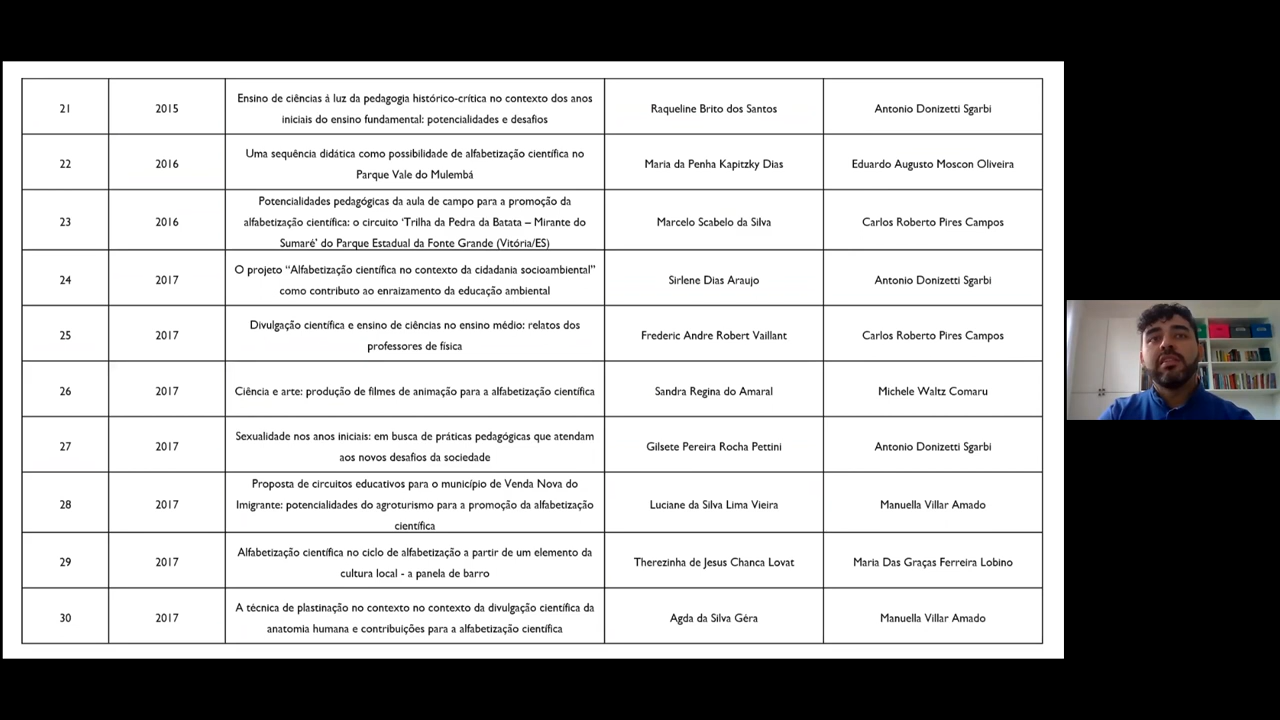 21 2015 Ensino de ciências à luz da pedagogia histórico-crítica no contexto dos anos
iniciais do ensino fundamental: potencialidades e desafios Raqueline Brito dos Santos Antonio Donizetti Sgarbi
22 2016 Uma sequência didática como possibilidade de alfabetização científica no
Parque Vale do Mulembá Maria da Penha Kapitzky Dias Eduardo Augusto Moscon Oliveira
23 2016 Potencialidades pedagógicas da aula de campo para a promoção da
alfabetização científica: o circuito ‘Trilha da Pedra da Batata – Mirante do
Sumaré’ do Parque Estadual da Fonte Grande (Vitória/ES) Marcelo Scabelo da Silva Carlos Roberto Pires Campos
24 2017 O projeto “Alfabetização científica no contexto da cidadania socioambiental”
como contributo ao enraizamento da educação ambiental Sirlene Dias Araujo Antonio Donizetti Sgarbi
25 2017 Divulgação científica e ensino de ciências no ensino médio: relatos dos
professores de física Frederic Andre Robert Vaillant Carlos Roberto Pires Campos
26 2017 Ciência e arte: produção de filmes de animação para a alfabetização científica Sandra Regina do Amaral Michele Waltz Comaru
27 2017 Sexualidade nos anos iniciais: em busca de práticas pedagógicas que atendam
aos novos desafios da sociedade Gilsete Pereira Rocha Pettini Antonio Donizetti Sgarbi
28 2017 Proposta de circuitos educativos para o município de Venda Nova do
Imigrante: potencialidades do agroturismo para a promoção da alfabetização
científica Luciane da Silva Lima Vieira Manuella Villar Amado
29 2017 Alfabetização científica no ciclo de alfabetização a partir de um elemento da
cultura local - a panela de barro Therezinha de Jesus Chanca Lovat Maria Das Graças Ferreira Lobino
30 2017 A técnica de plastinação no contexto no contexto da divulgação científica da
anatomia humana e contribuições para a alfabetização científica Agda da Silva Géra Manuella Villar Amado